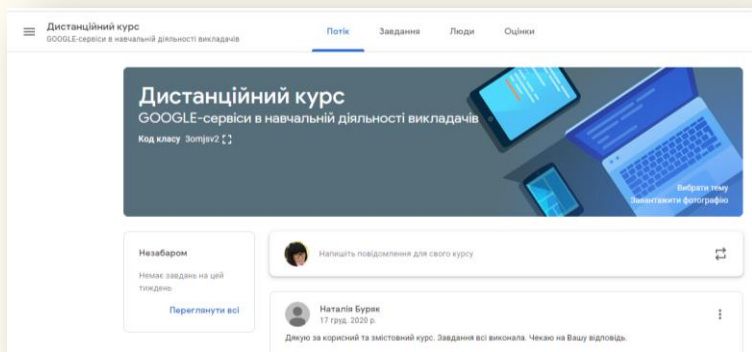 Дистанційний курс
GOOGLE-сервіси в навчальній діяльності викладачів
Потік
Завдання
Люди
Оцінки
Дистанційний курс
GOOGLE-сервіси в навчальній діяльності викладачів
Код класу 3omjsv2
Вибрати тему
Завантажити фотографію
Незабаром
Немає завдань на цей
тиждень
Переглянути всі
Напишіть повідомлення для свого курсу
Наталія Буряк
17 груд. 2020 р.
Дякую за корисний та змістовний курс. Завдання всі виконала. Чекаю на Вашу відповідь.